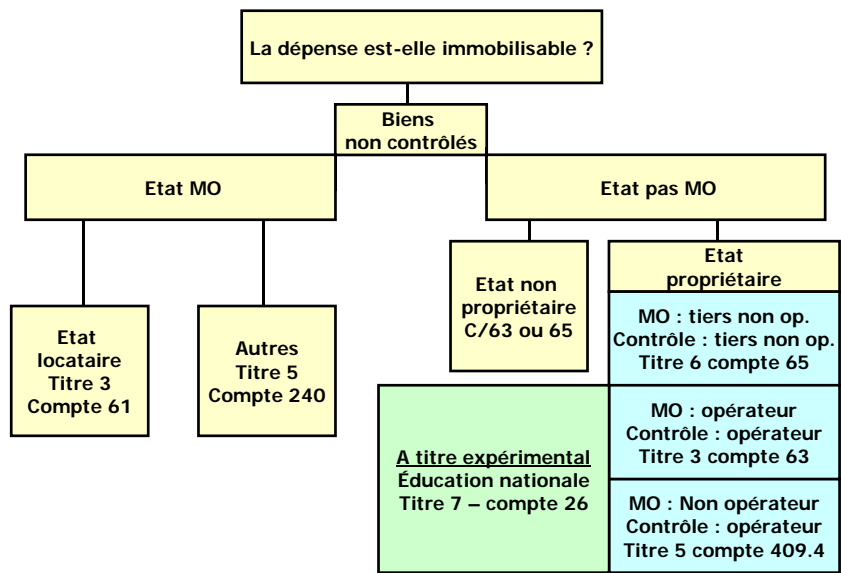 La dépense est-elle immobilisable ?
Biens
non contrôlés
Etat MO
Etat pas MO
Etat
locataire
Titre 3
Compte 61
Autres
Titre 5
Compte 240
Etat non
propriétaire
C/63 ou 65
Etat
propriétaire
MO : tiers non op.
Contrôle : tiers non op.
Titre 6 compte 65
A titre expérimental
Éducation nationale
Titre 7 – compte 26
MO : opérateur
Contrôle : opérateur
Titre 3 compte 63
MO : Non opérateur
Contrôle : opérateur
Titre 5 compte 409.4